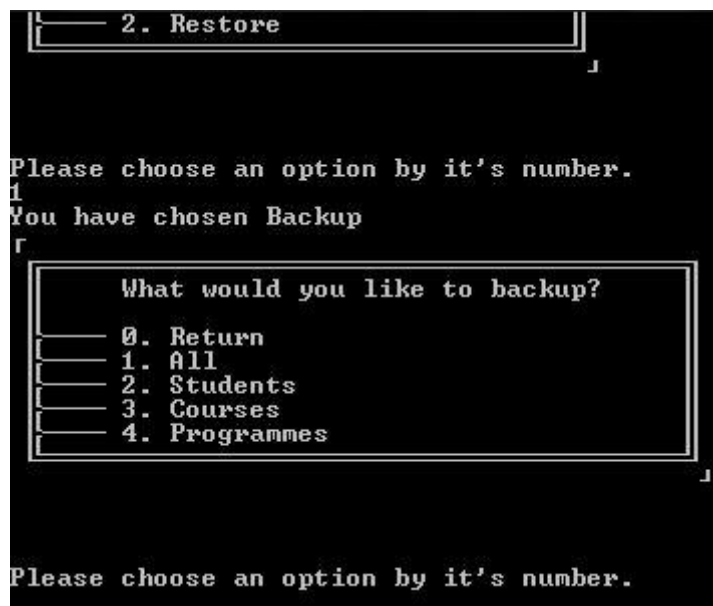 2. Restore
Please choose an option by it's number.
1
You have chosen Backup
What would you like to backup?
0. Return
1. All
2. Students
3. Courses
4. Programmes
Please choose an option by it's number.